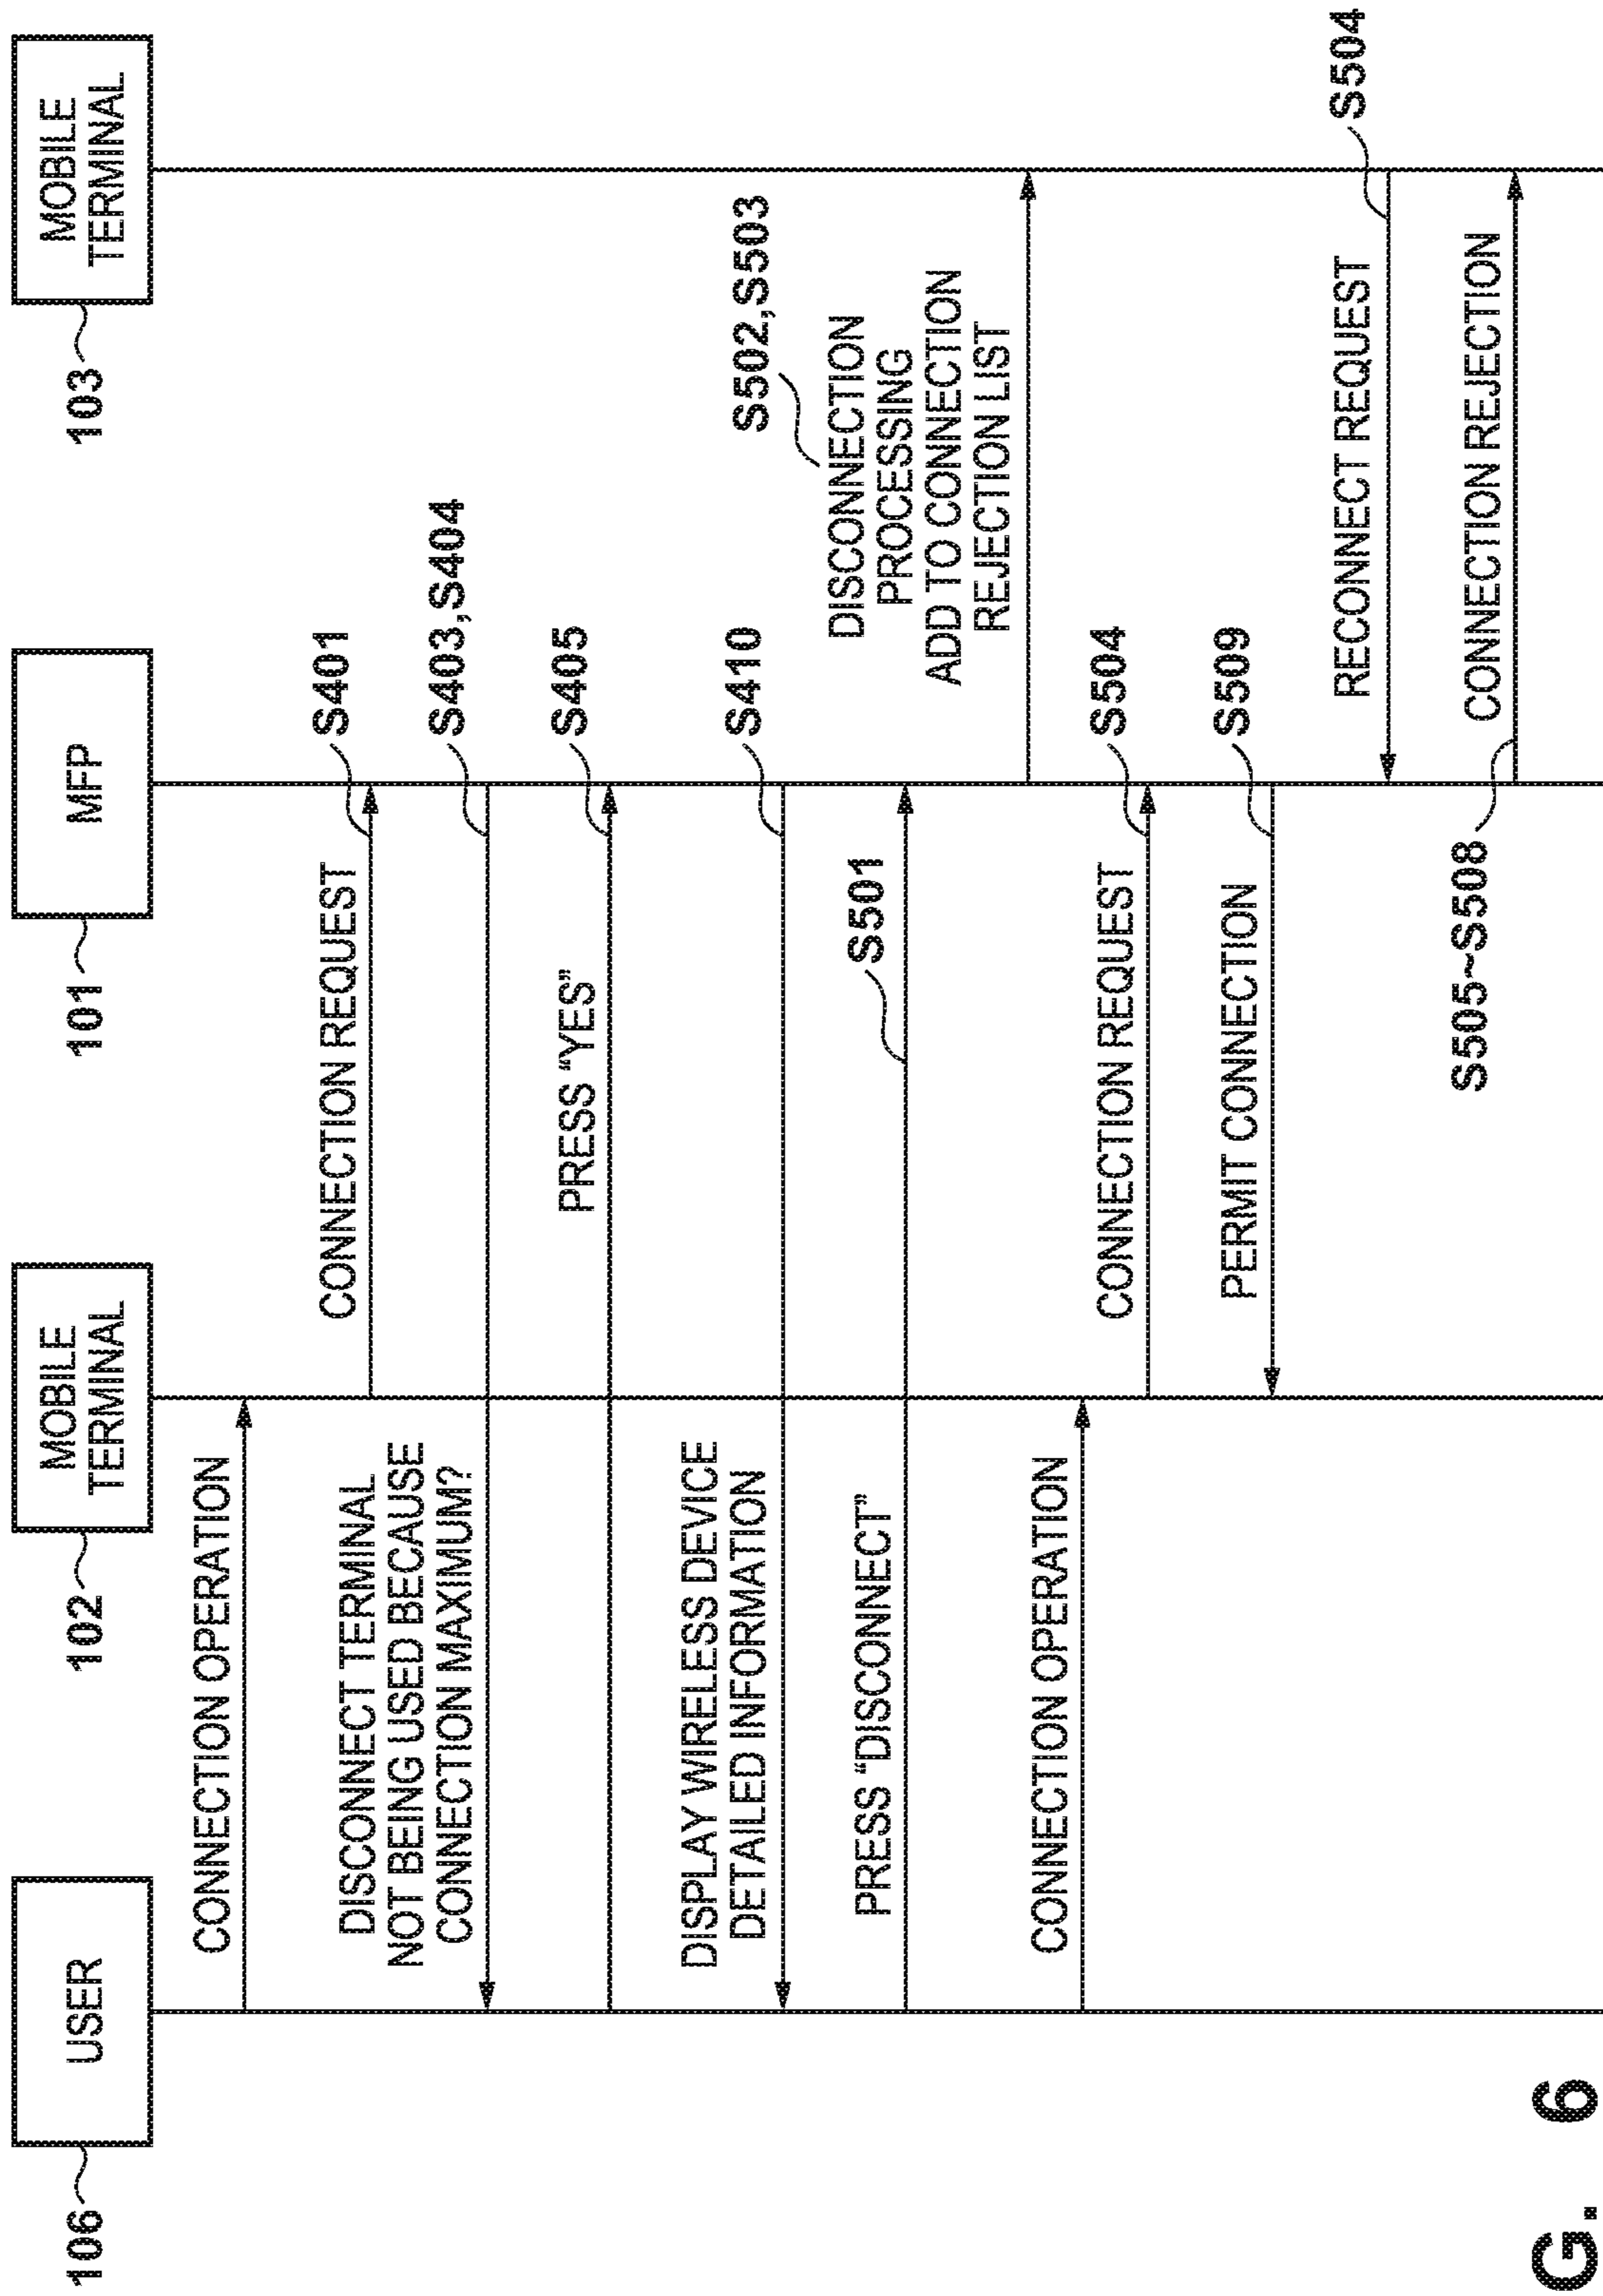 USER
106
MOBILE
TERMINAL
102
MFP
101
MOBILE
TERMINAL
103
CONNECTION OPERATION
CONNECTION REQUEST
S401
DISCONNECT TERMINAL
NOT BEING USED BECAUSE
CONNECTION MAXIMUM?
S403,S404
PRESS “YES”
S405
DISPLAY WIRELESS DEVICE
DETAILED INFORMATION
S410
PRESS “DISCONNECT”
S501
S502,S503
DISCONNECTION
PROCESSING
ADD TO CONNECTION
REJECTION LIST
CONNECTION OPERATION
CONNECTION REQUEST
S504
PERMIT CONNECTION
S509
RECONNECT REQUEST
S504
CONNECTION REJECTION
S505~S508
G. 6